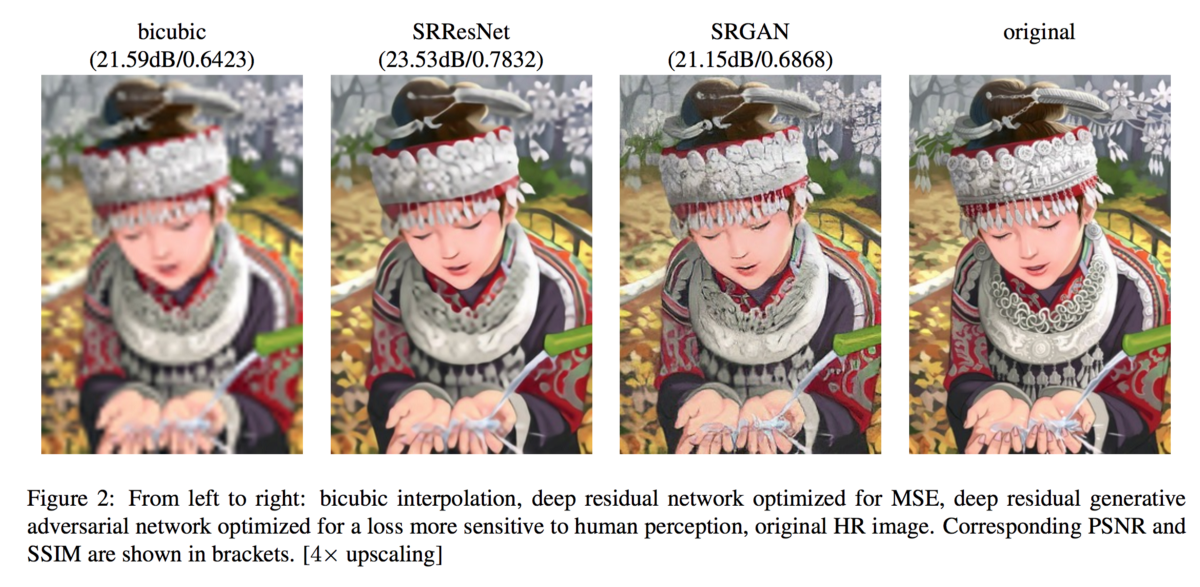 bicubic
(21.59dB/0.6423)
SRResNet
(23.53dB/0.7832)
SRGAN
(21.15dB/0.6868)
original
Figure 2: From left to right: bicubic interpolation, deep residual network optimized for MSE, deep residual generative
adversarial network optimized for a loss more sensitive to human perception, original HR image. Corresponding PSNR and
SSIM are shown in brackets. [4× upscaling]